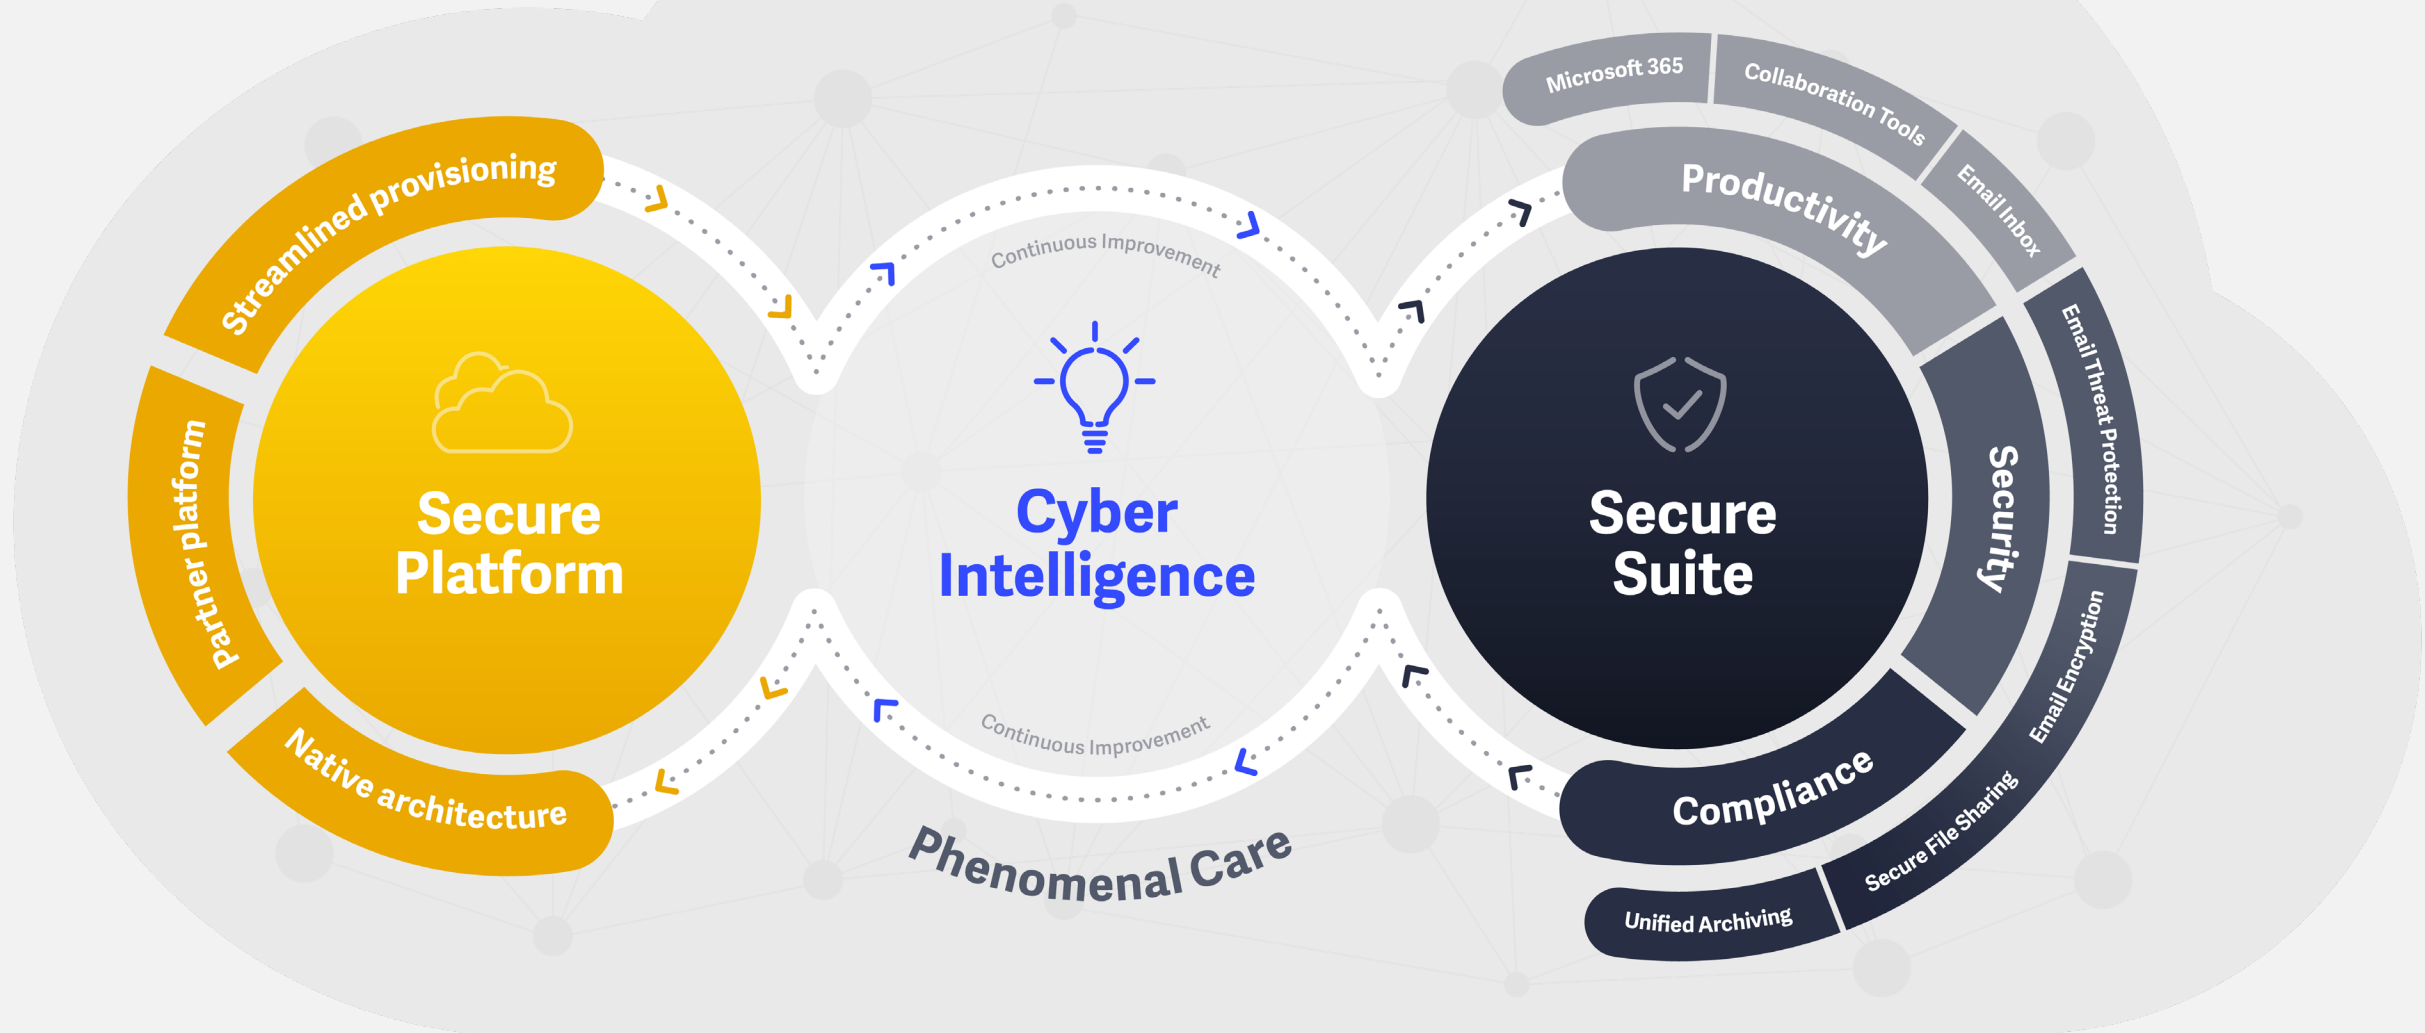 Streamlined provisioning
Partner platform
Native architecture
Secure
Platform
Continuous Improvement
Cyber
Intelligence
Continuous Improvement
Phenomenal Care
Secure
Suite
Productivity
Security
Compliance
Microsoft 365
Collaboration Tools
Email Inbox
Email Threat Protection
Email Encryption
Secure File Sharing
Unified Archiving